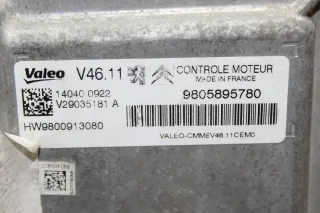 Valeo V46.11 CONTROLE MOTEUR
MADE IN FRANCE
14040 0922
V29035181 A
9805895780
HW9800913080
VALEO-CMMEV46.11CEM0